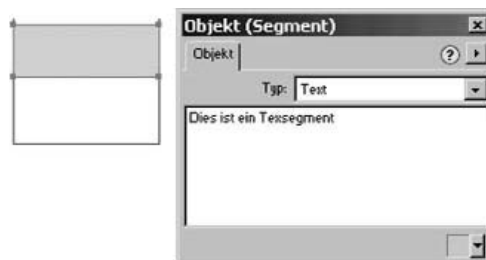 Objekt (Segment)
Objekt
Typ: Text
Dies ist ein Texsegment